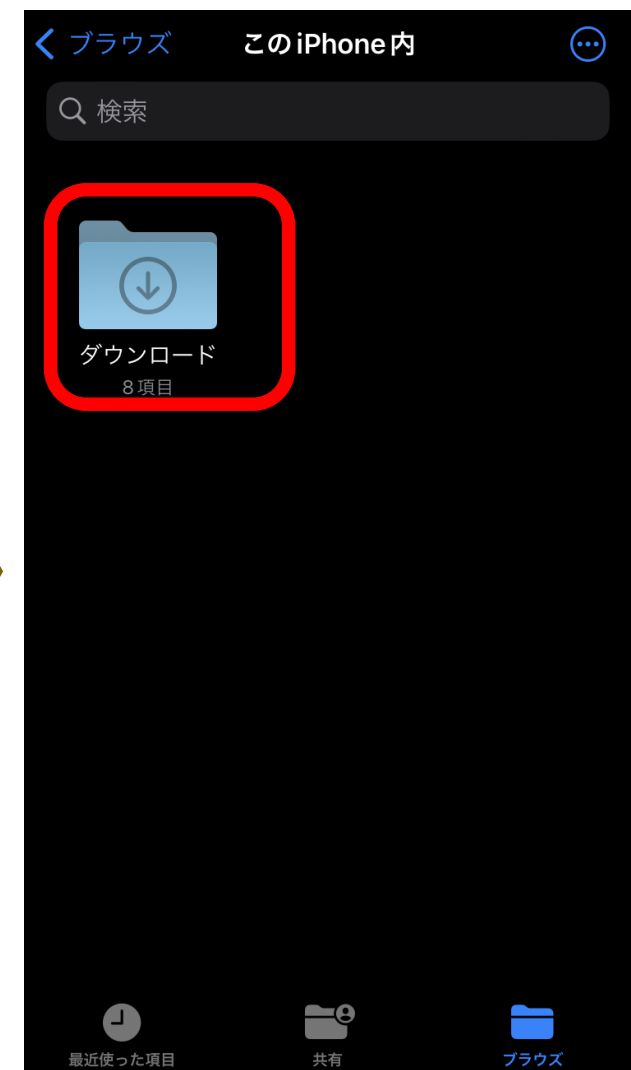 ブラウズ
このiPhone内
検索
ダウンロード
8項目
最近使った項目
共有
ブラウズ